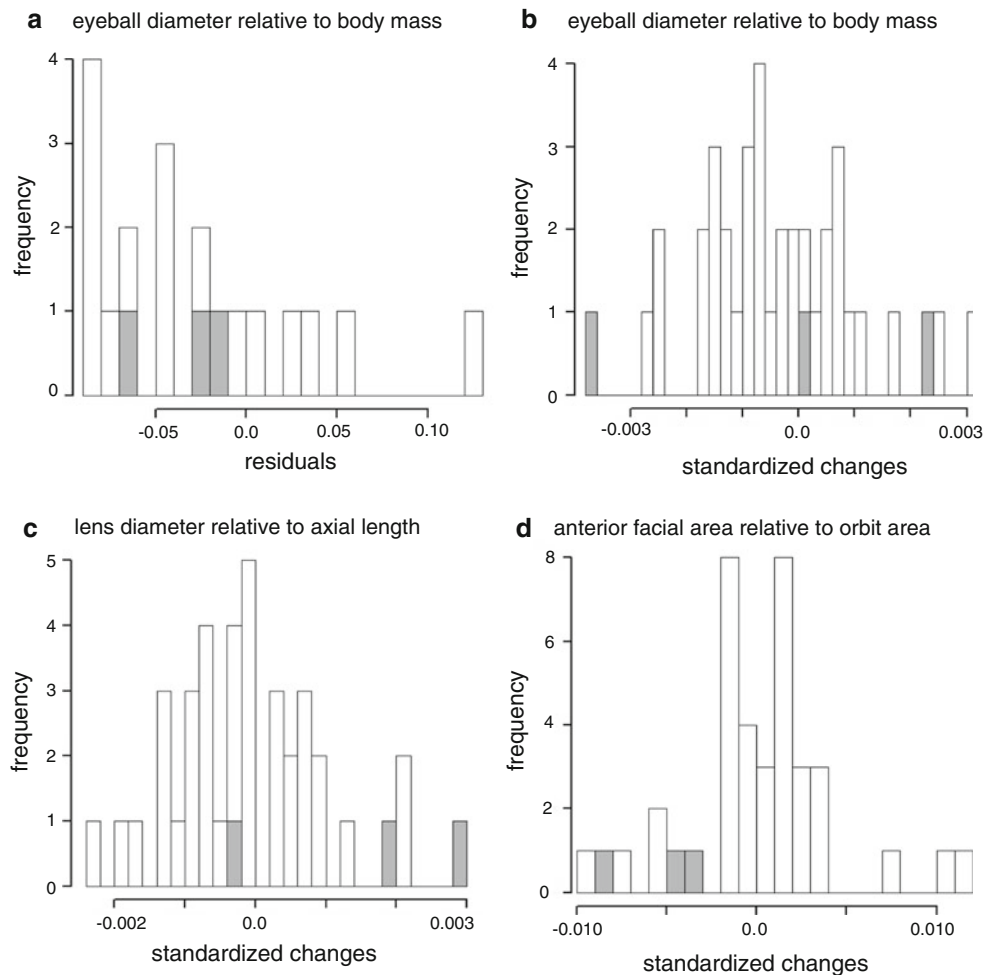 a eyeball diameter relative to body mass
4
3
2
1
0
frequency
-0.05 0.0 0.05 0.10
residuals
b eyeball diameter relative to body mass
4
3
2
1
0
frequency
-0.003 0.0 0.003
standardized changes
c lens diameter relative to axial length
5
4
3
2
1
0
frequency
-0.002 0.0 0.003
standardized changes
d anterior facial area relative to orbit area
8
6
4
2
0
frequency
-0.010 0.0 0.010
standardized changes